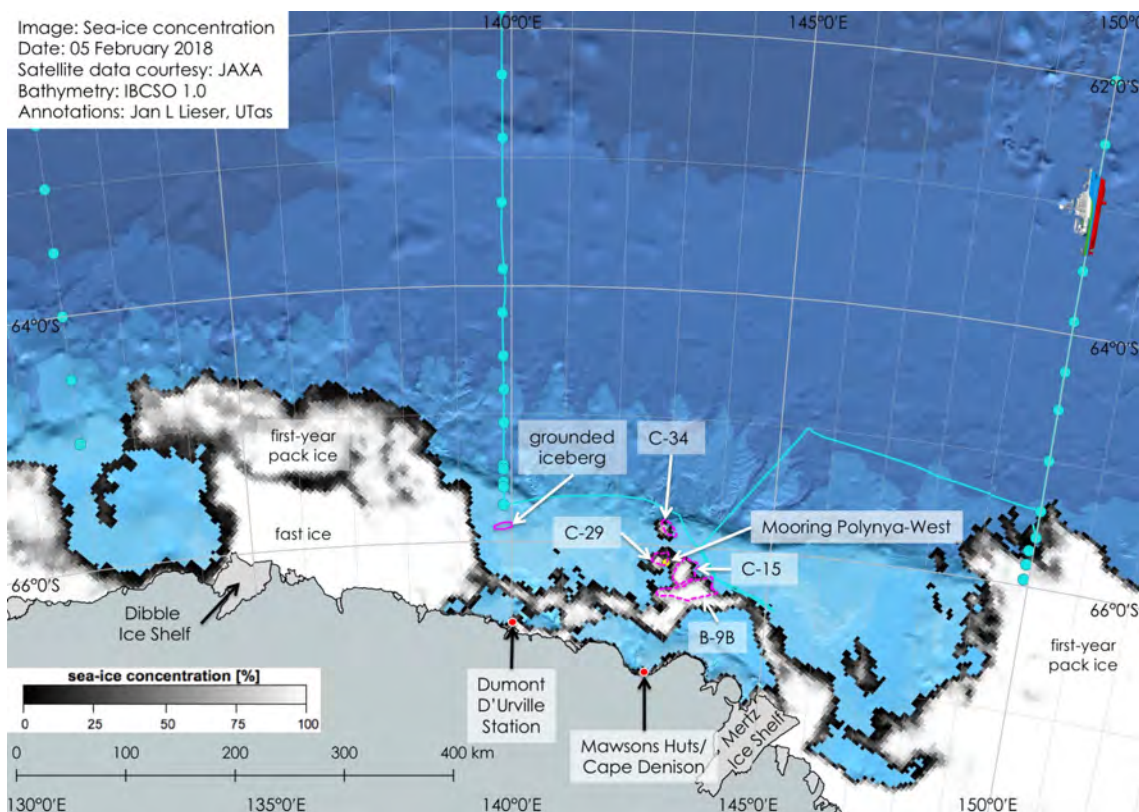 Image: Sea-ice concentration
Date: 05 February 2018
Satellite data courtesy: JAXA
Bathymetry: IBCSO 1.0
Annotations: Jan L Lieser, UTas
140°0'E
145°0'E
150°0'
62°0'S
64°0'S
64°0'S
first-year
pack ice
grounded
iceberg
C-34
Mooring Polynya-West
C-29
fast ice
C-15
66°0'S
66°0'S
Dibble
Ice Shelf
B-9B
first-year
pack ice
sea-ice concentration [%]
0 25 50 75 100
Dumont
D'Urville
Station
Mawsons Huts/
Cape Denison
Mertz
Ice Shelf
0 100 200 300 400 km
130°0'E
135°0'E
140°0'E
145°0'E
150°0'E